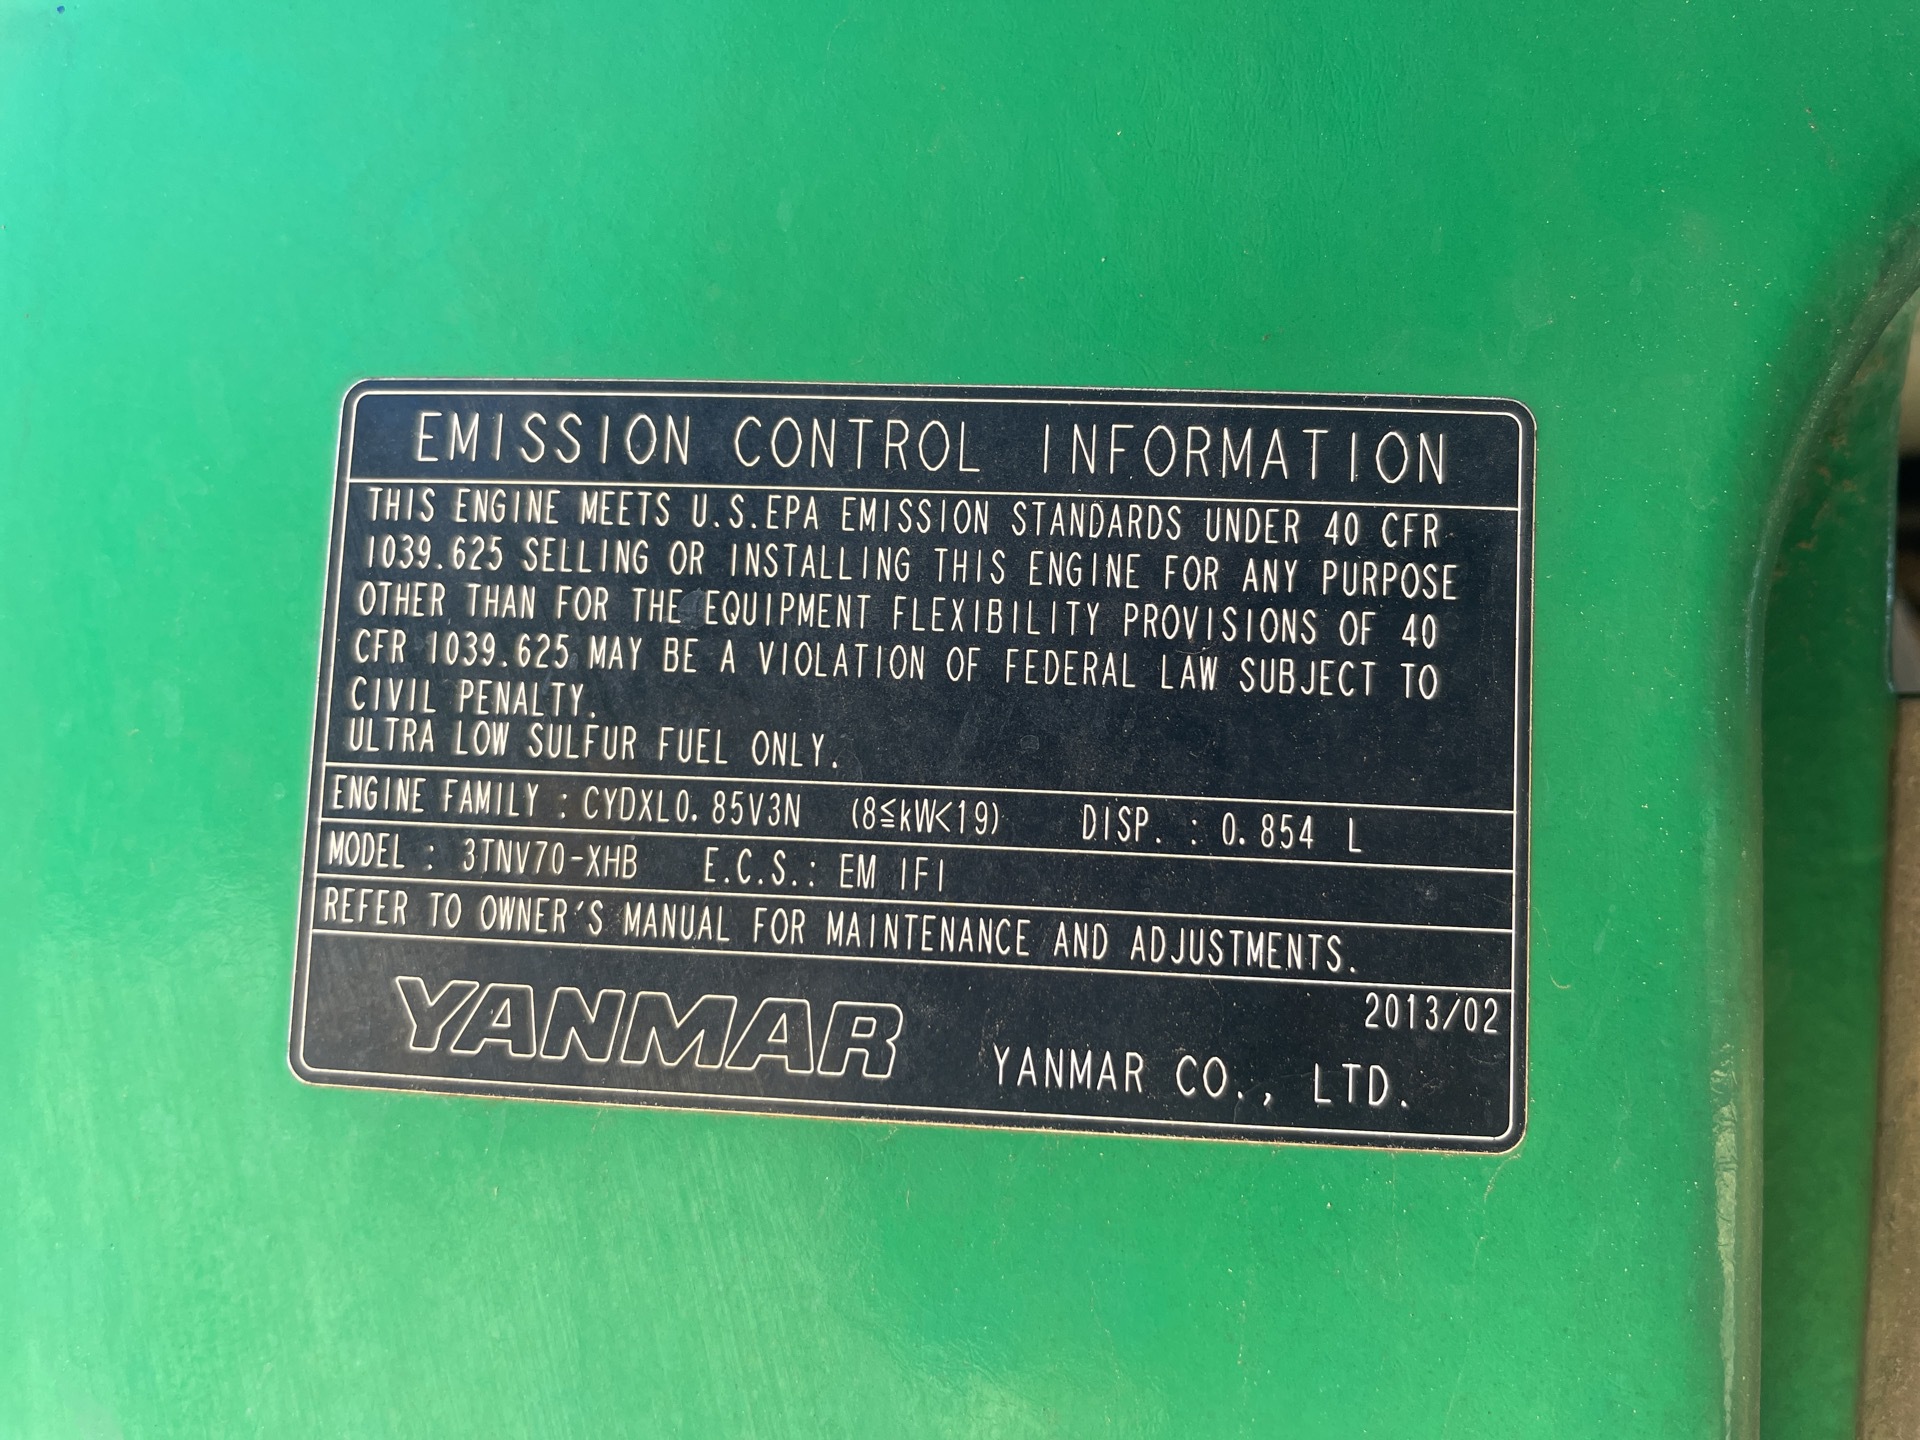 EMISSION CONTROL INFORMATION
THIS ENGINE MEETS U.S.EPA EMISSION STANDARDS UNDER 40 CFR
1039.625 SELLING OR INSTALLING THIS ENGINE FOR ANY PURPOSE
OTHER THAN FOR THE EQUIPMENT FLEXIBILITY PROVISIONS OF 40
CFR 1039.625 MAY BE A VIOLATION OF FEDERAL LAW SUBJECT TO
CIVIL PENALTY.
ULTRA LOW SULFUR FUEL ONLY.
ENGINE FAMILY : CYDXL0.85V3N (8≦kW<19) DISP. : 0.854 L
MODEL : 3TNV70-XHB E.C.S.: EM IFI
REFER TO OWNER'S MANUAL FOR MAINTENANCE AND ADJUSTMENTS.
2013/02
YANMAR YANMAR CO., LTD.